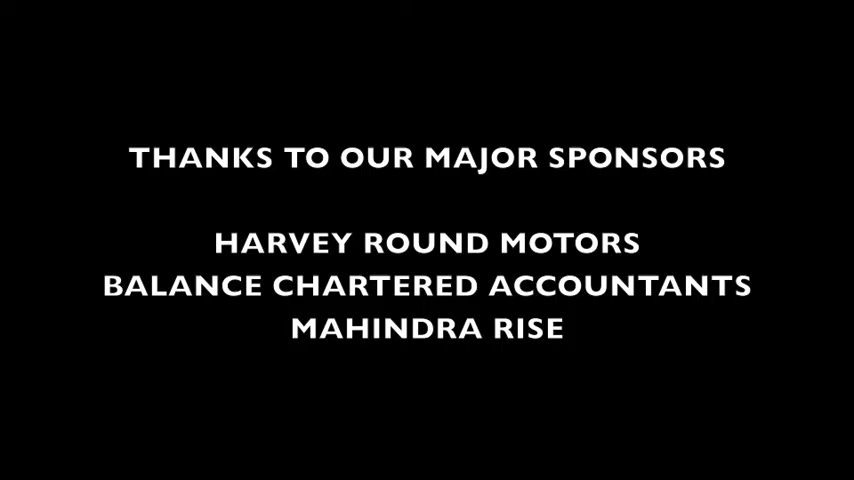 THANKS TO OUR MAJOR SPONSORS
HARVEY ROUND MOTORS
BALANCE CHARTERED ACCOUNTANTS
MAHINDRA RISE